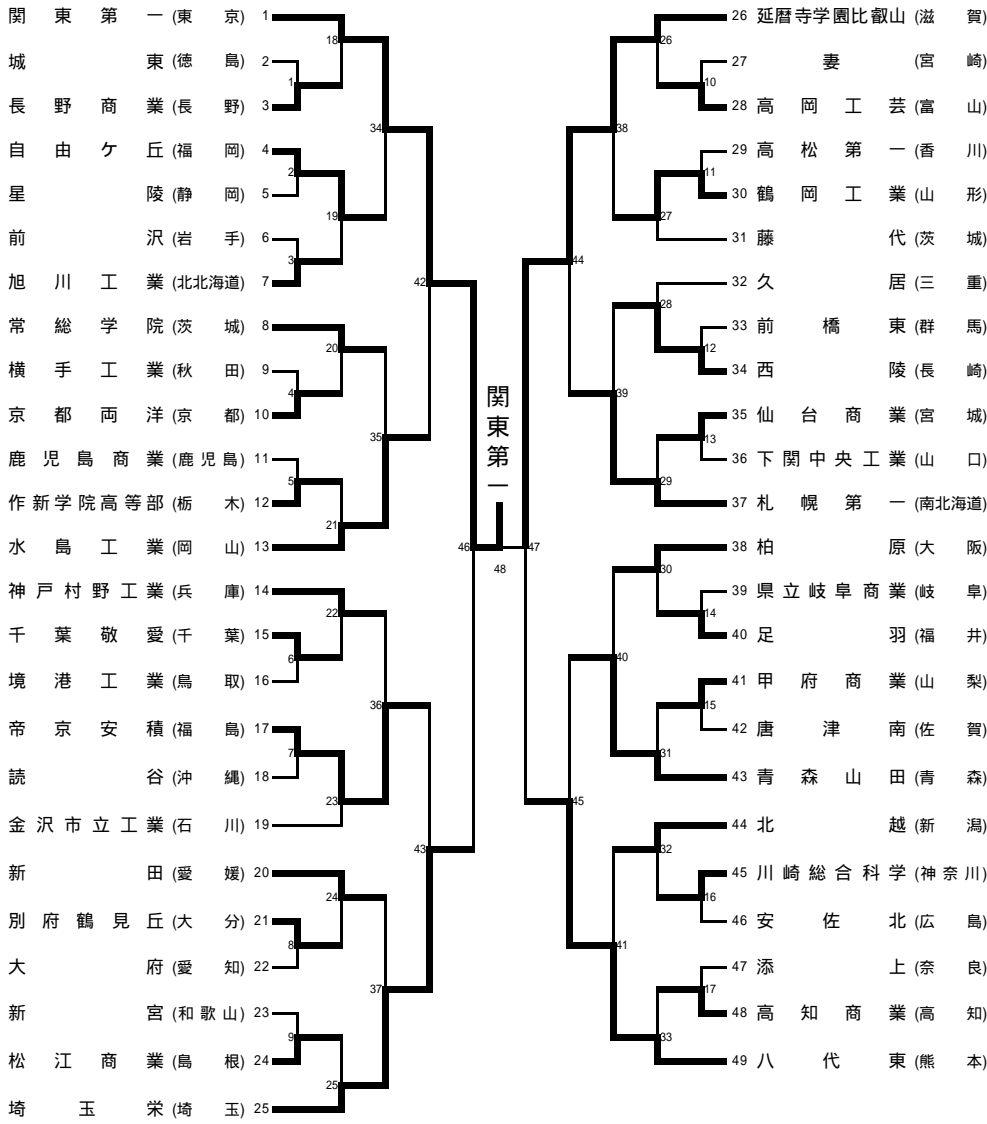 関東第一 (東京) 1
城東 (徳島) 2
長野商業 (長野) 3
自由ケ丘 (福岡) 4
星陵 (静岡) 5
前沢 (岩手) 6
旭川工業 (北北海道) 7
常総学院 (茨城) 8
横手工業 (秋田) 9
京都両洋 (京都) 10
鹿児島商業 (鹿児島) 11
作新学院高等部 (栃木) 12
水島工業 (岡山) 13
神戸村野工業 (兵庫) 14
千葉敬愛 (千葉) 15
境港工業 (鳥取) 16
帝京安積 (福島) 17
読谷 (沖縄) 18
金沢市立工業 (石川) 19
新田 (愛媛) 20
別府鶴見丘 (大分) 21
大府 (愛知) 22
新宮 (和歌山) 23
松江商業 (島根) 24
埼玉栄 (埼玉) 25
1
2
3
4
5
6
7
8
9
18
19
20
21
22
23
24
25
34
35
36
37
42
43
46
関東第一
48
47
44
45
38
39
40
41
26
27
28
29
30
31
32
33
10
11
12
13
14
15
16
17
26 延暦寺学園比叡山 (滋賀)
27 妻 (宮崎)
28 高岡工芸 (富山)
29 高松第一 (香川)
30 鶴岡工業 (山形)
31 藤代 (茨城)
32 久居 (三重)
33 前橋東 (群馬)
34 西陵 (長崎)
35 仙台商業 (宮城)
36 下関中央工業 (山口)
37 札幌第一 (南北海道)
38 柏原 (大阪)
39 県立岐阜商業 (岐阜)
40 足羽 (福井)
41 甲府商業 (山梨)
42 唐津南 (佐賀)
43 青森山田 (青森)
44 北越 (新潟)
45 川崎総合科学 (神奈川)
46 安佐北 (広島)
47 添上 (奈良)
48 高知商業 (高知)
49 八代東 (熊本)